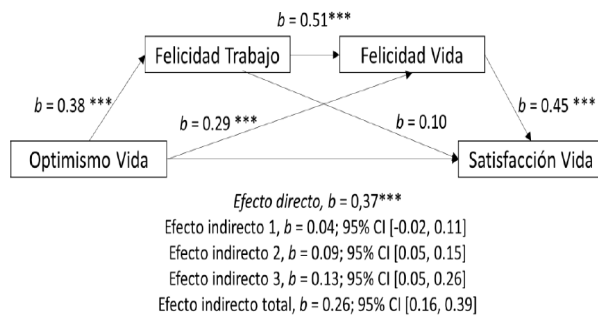 b = 0.51***
Felicidad Trabajo
Felicidad Vida
b = 0.38 ***
b = 0.29 ***
b = 0.10
b = 0.45 ***
Optimismo Vida
Satisfacción Vida
Efecto directo, b = 0,37***
Efecto indirecto 1, b = 0.04; 95% CI [-0.02, 0.11]
Efecto indirecto 2, b = 0.09; 95% CI [0.05, 0.15]
Efecto indirecto 3, b = 0.13; 95% CI [0.05, 0.26]
Efecto indirecto total, b = 0.26; 95% CI [0.16, 0.39]